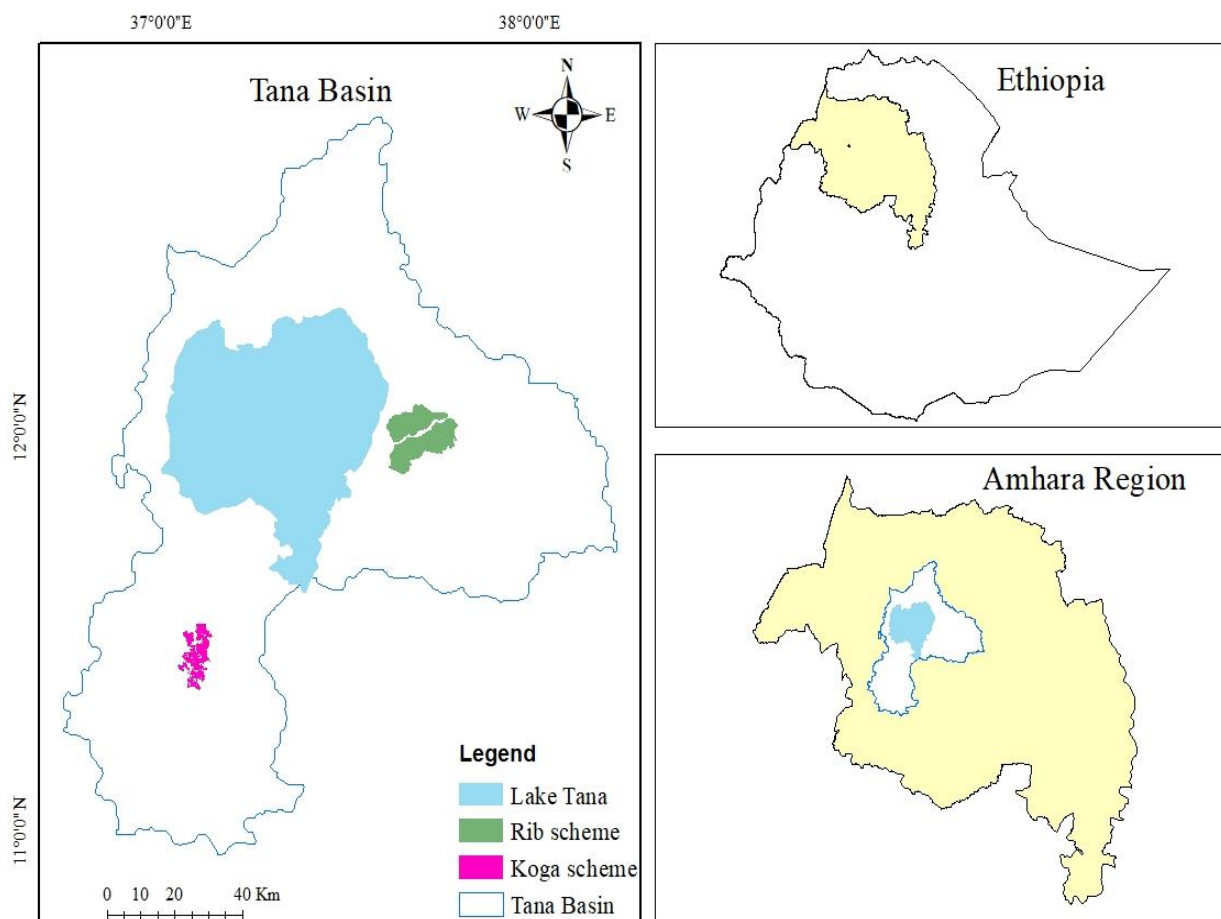 37°0'0"E
38°0'0"E
Tana Basin
N
W
E
S
12°0'0"N
11°0'0"N
Legend
Lake Tana
Rib scheme
Koga scheme
Tana Basin
0 10 20 40 Km
Ethiopia
Amhara Region